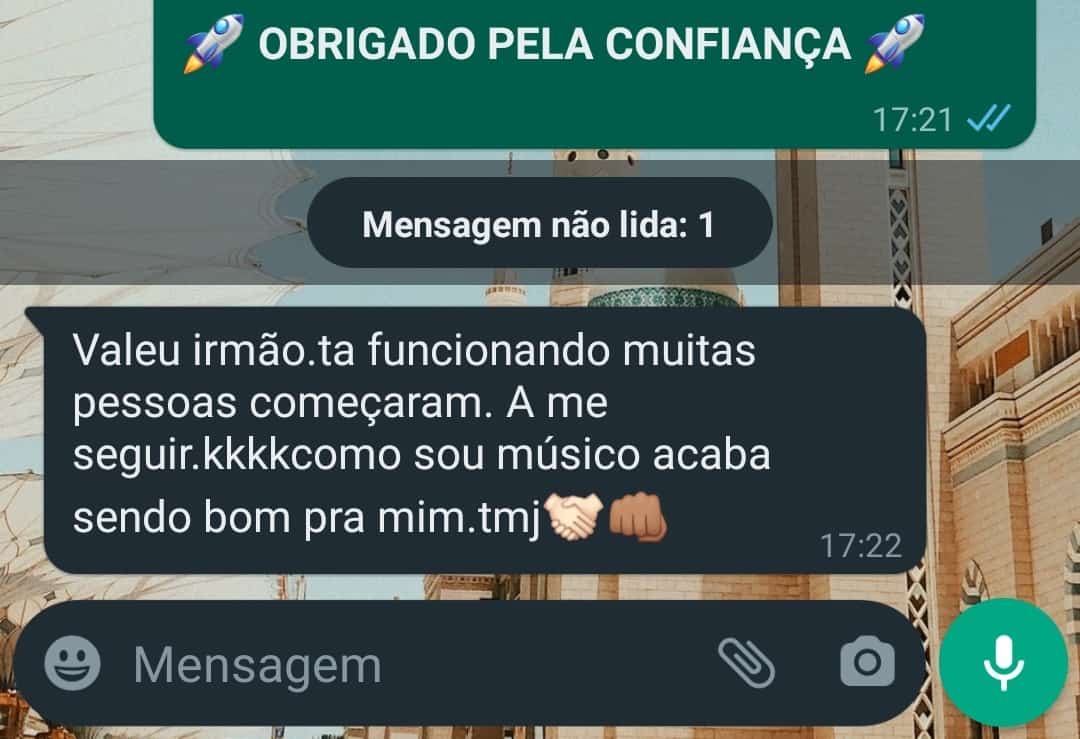 🚀 OBRIGADO PELA CONFIANÇA 🚀
17:21
Mensagem não lida: 1
Valeu irmão.ta funcionando muitas
pessoas começaram. A me
seguir.kkkkcomo sou músico acaba
sendo bom pra mim.tmj🤝🏻👊🏽
17:22
Mensagem